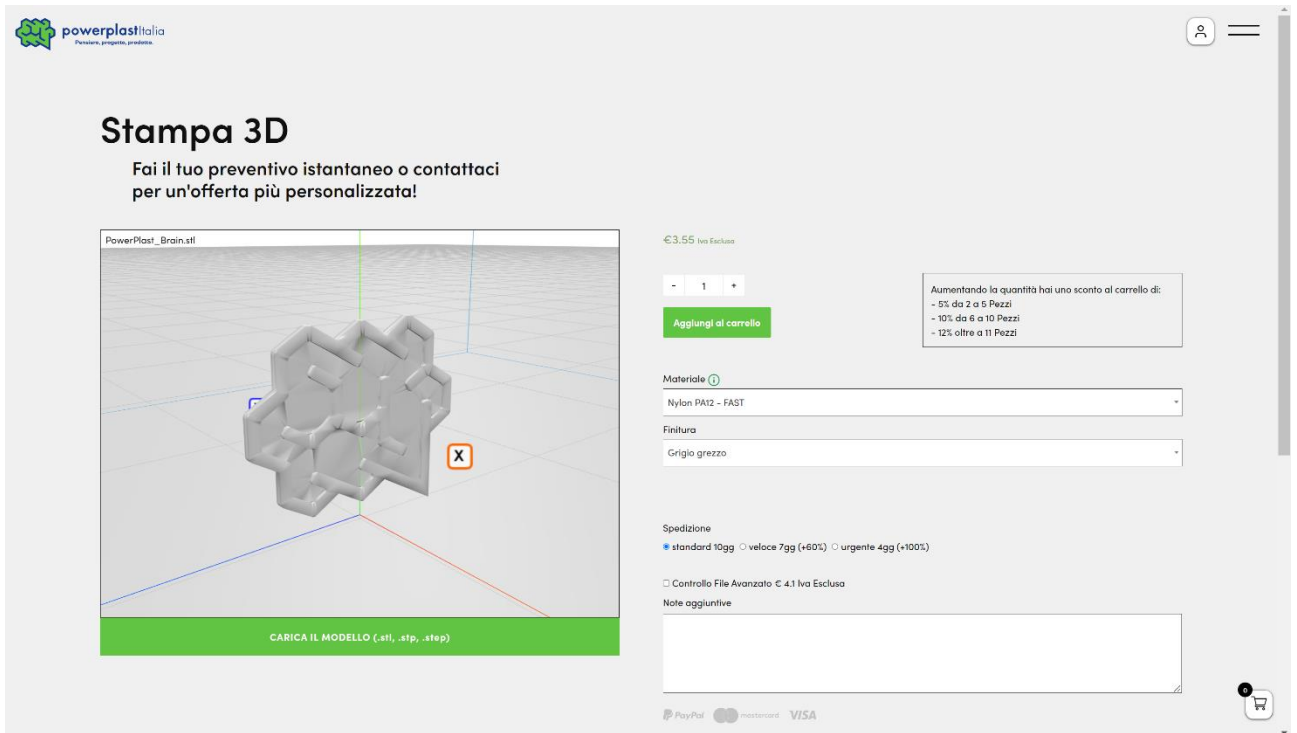 powerplastItalia
Pensiero, progetto, prodotto.
Stampa 3D
Fai il tuo preventivo istantaneo o contattaci
per un'offerta più personalizzata!
PowerPlast_Brain.stl
X
CARICA IL MODELLO (.stl, .stp, .step)
€3.55 Iva Esclusa
- 1 +
Aggiungi al carrello
Aumentando la quantità hai uno sconto al carrello di:
- 5% da 2 a 5 Pezzi
- 10% da 6 a 10 Pezzi
- 12% oltre a 11 Pezzi
Materiale
Nylon PA12 - FAST
Finitura
Grigio grezzo
Spedizione
standard 10gg veloce 7gg (+60%) urgente 4gg (+100%)
Controllo File Avanzato € 4.1 Iva Esclusa
Note aggiuntive
PayPal mastercard VISA
0